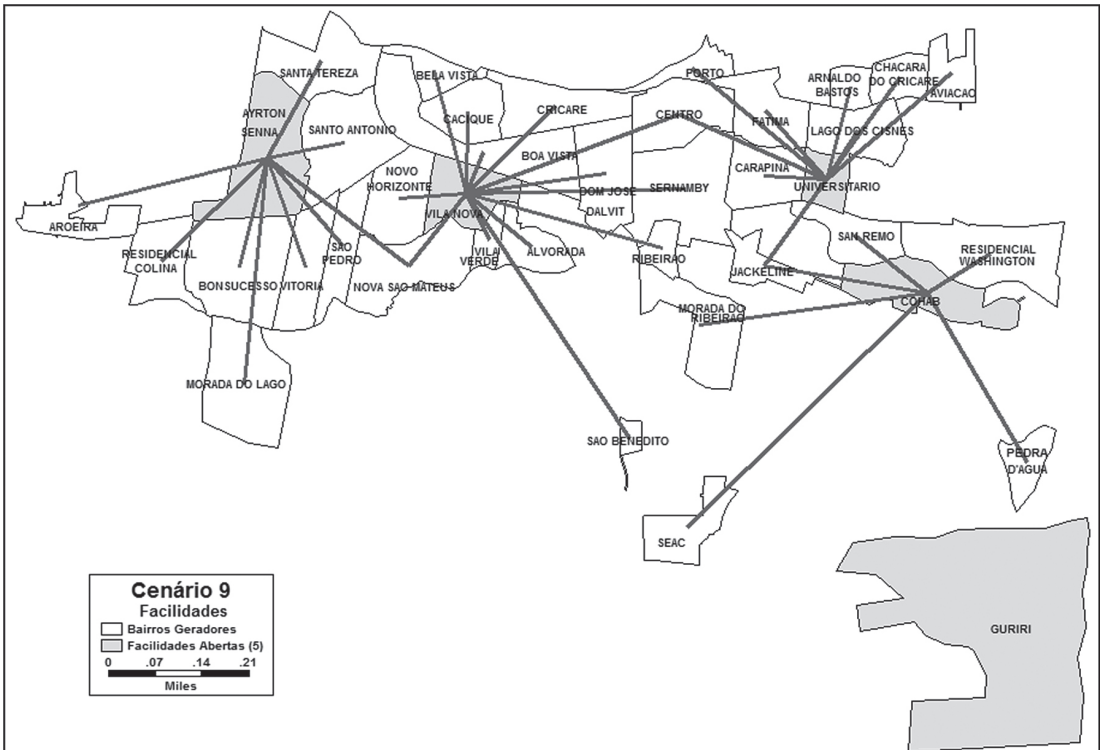 SANTA TEREZA
BELA VISTA
PORTO
ARNALDO
BASTOS
CHACARA
DO CRICARE
AVIACAO
AYRTON
SENNA
SANTO ANTONIO
CACIQUE
CRICARE
CENTRO
FATIMA
LAGO DOS CISNES
NOVO
HORIZONTE
BOA VISTA
CARAPINA
UNIVERSITARIO
DOM JOSE
SERNAMBY
DALVIT
VILA NOVA
AROEIRA
RESIDENCIAL
COLINA
SAO
PEDRO
VILA
VERDE
ALVORADA
RIBEIRAO
SAN REMO
RESIDENCIAL
WASHINGTON
JACKELINE
BONSUCESSO
VITORIA
NOVA SAO MATEUS
COHAB
MORADA DO
RIBEIRAO
MORADA DO LAGO
SAO BENEDITO
PEDRA
D'AGUA
SEAC
GURIRI
Cenário 9
Facilidades
Bairros Geradores
Facilidades Abertas (5)
0 .07 .14 .21
Miles